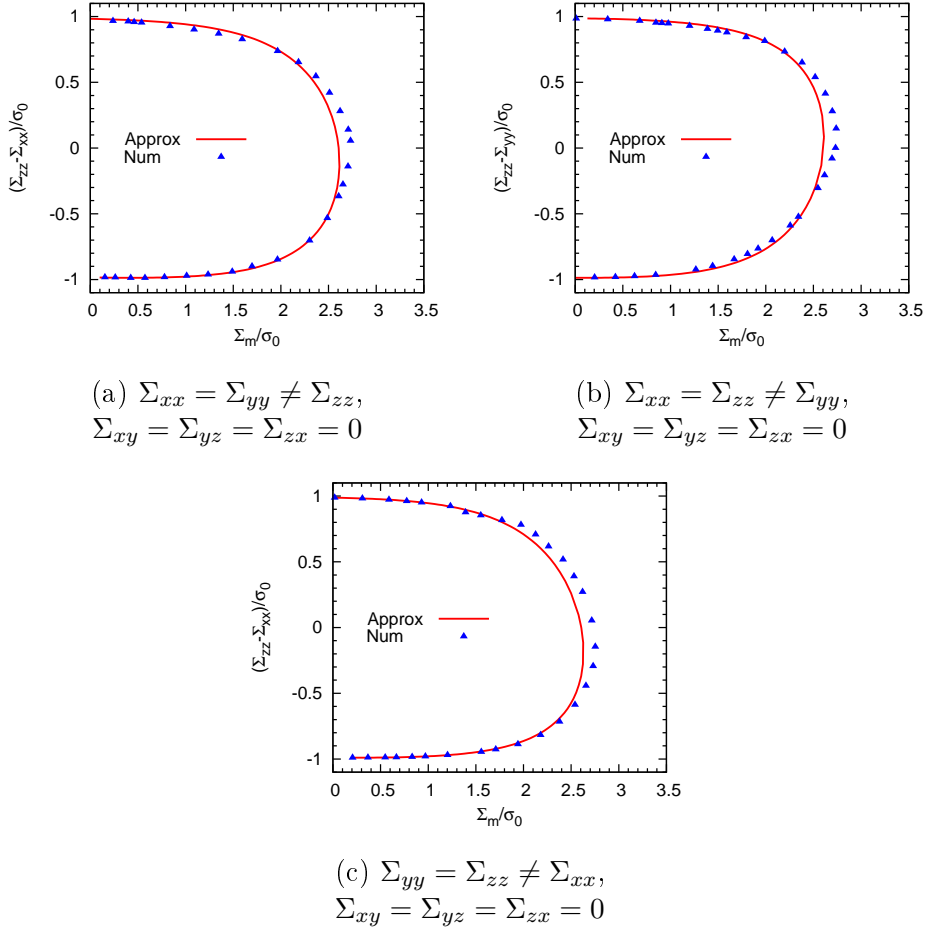 1
0.5
0
-0.5
-1
(Σzz-Σxx)/σ0
Approx
Num
0 0.5 1 1.5 2 2.5 3 3.5
Σm/σ0
(a) Σxx = Σyy ≠ Σzz,
Σxy = Σyz = Σzx = 0
1
0.5
0
-0.5
-1
(Σzz-Σyy)/σ0
Approx
Num
0 0.5 1 1.5 2 2.5 3 3.5
Σm/σ0
(b) Σxx = Σzz ≠ Σyy,
Σxy = Σyz = Σzx = 0
1
0.5
0
-0.5
-1
(Σzz-Σxx)/σ0
Approx
Num
0 0.5 1 1.5 2 2.5 3 3.5
Σm/σ0
(c) Σyy = Σzz ≠ Σxx,
Σxy = Σyz = Σzx = 0